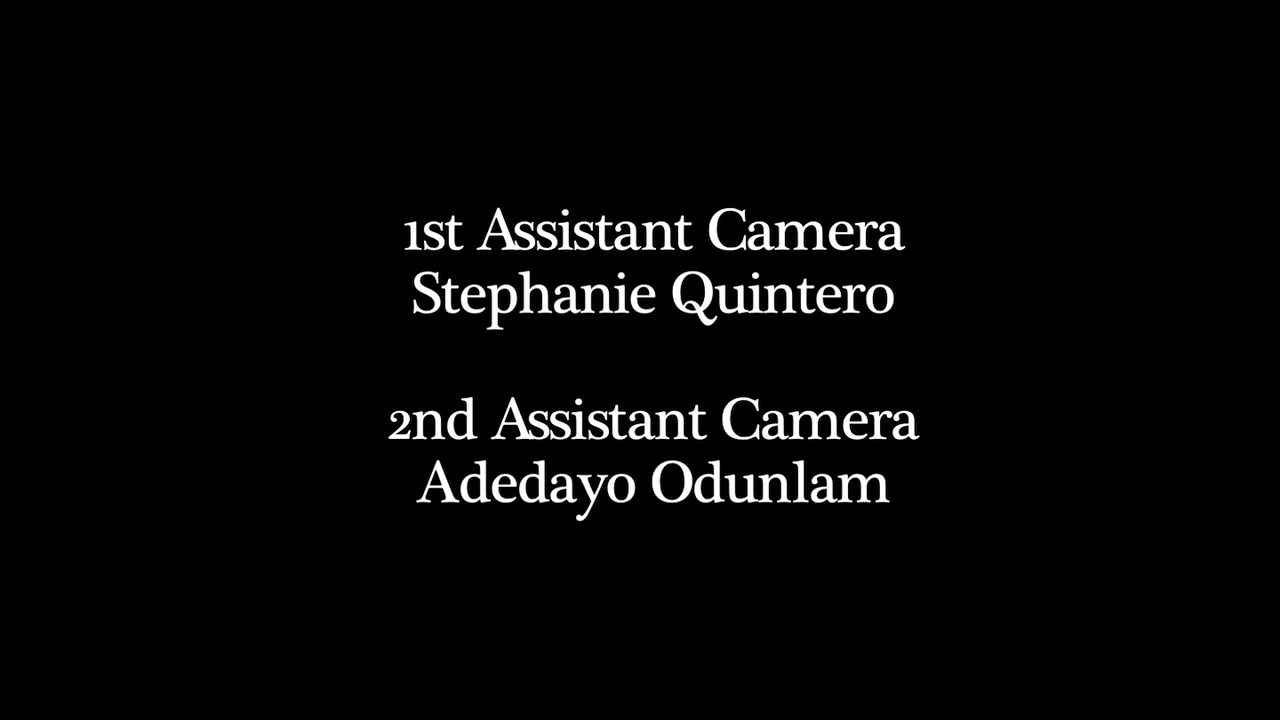 1st Assistant Camera
Stephanie Quintero
2nd Assistant Camera
Adedayo Odunlam